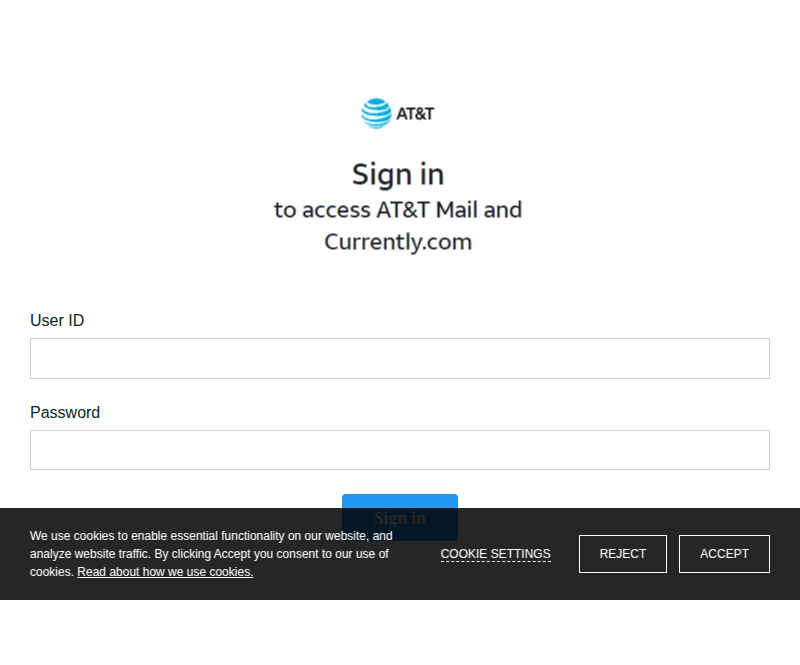 AT&T
Sign in
to access AT&T Mail and
Currently.com
User ID
Password
Sign in
We use cookies to enable essential functionality on our website, and
analyze website traffic. By clicking Accept you consent to our use of
cookies. Read about how we use cookies.
COOKIE SETTINGS
REJECT
ACCEPT